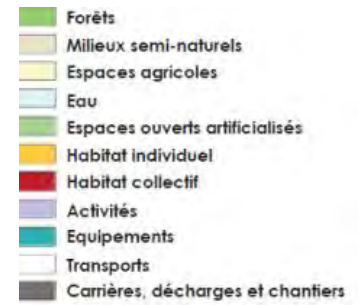 Forêts
Milieux semi-naturels
Espaces agricoles
Eau
Espaces ouverts artificialisés
Habitat individuel
Habitat collectif
Activités
Equipements
Transports
Carrières, décharges et chantiers